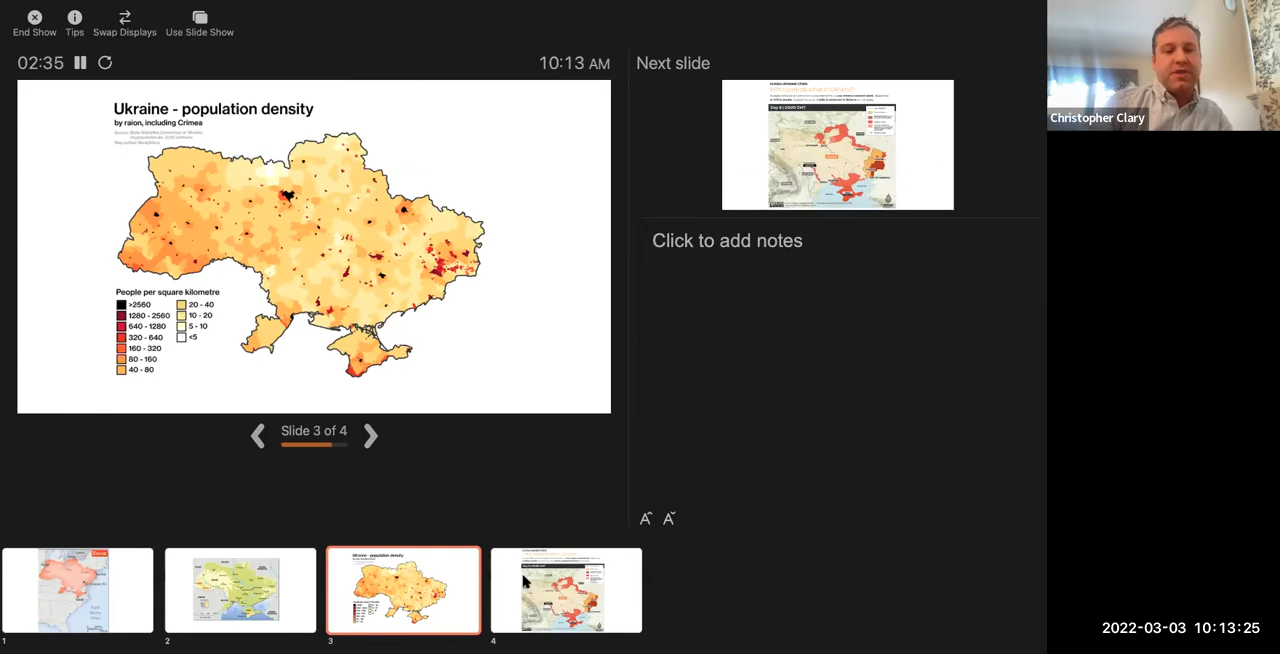 End Show
Tips
Swap Displays
Use Slide Show
02:35
10:13 AM
Next slide
Christopher Clary
Ukraine - population density
by raion, including Crimea
People per square kilometre
>2560
1280 - 2560
640 - 1280
320 - 640
160 - 320
80 - 160
40 - 80
20 - 40
10 - 20
5 - 10
<5
Click to add notes
Slide 3 of 4
Ukraine - population density
1
2
3
4
2022-03-03 10:13:25